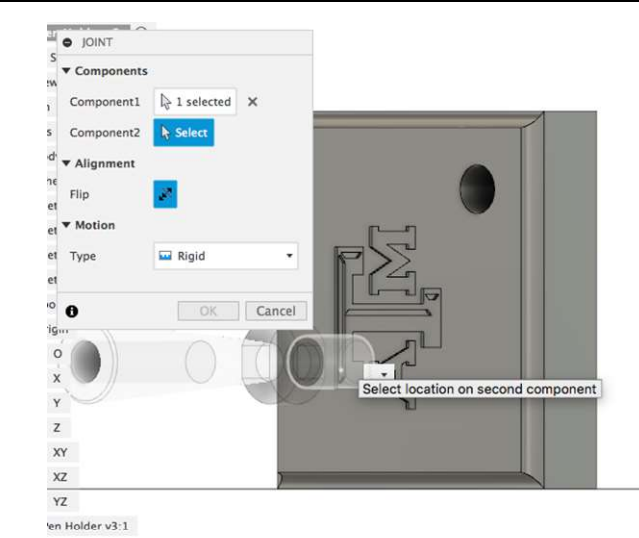 JOINT
Components
Component1 1 selected
Component2 Select
Alignment
Flip
Motion
Type Rigid
OK Cancel
O
X
Y
Z
XY
XZ
YZ
Pen Holder v3:1
M
Select location on second component